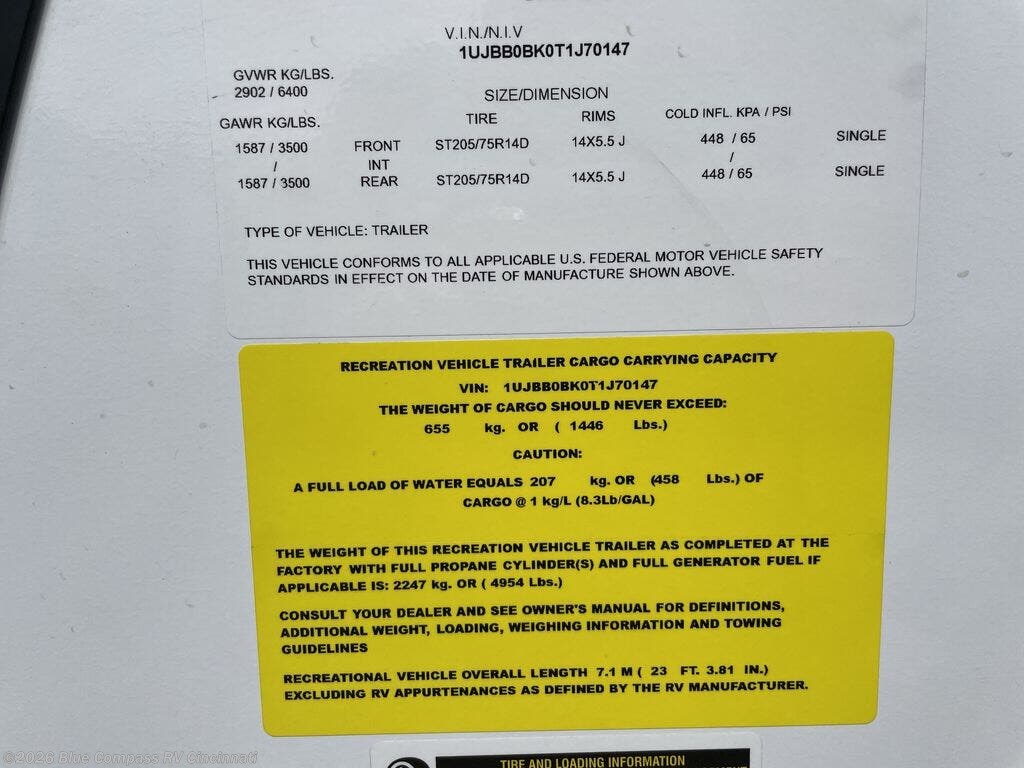 V.I.N./N.I.V
1UJBB0BK0T1J70147
GVWR KG/LBS.
2902 / 6400
SIZE/DIMENSION
GAWR KG/LBS. TIRE RIMS COLD INFL. KPA / PSI
1587 / 3500 FRONT ST205/75R14D 14X5.5 J 448 / 65 SINGLE
/ INT /
1587 / 3500 REAR ST205/75R14D 14X5.5 J 448 / 65 SINGLE
TYPE OF VEHICLE: TRAILER
THIS VEHICLE CONFORMS TO ALL APPLICABLE U.S. FEDERAL MOTOR VEHICLE SAFETY
STANDARDS IN EFFECT ON THE DATE OF MANUFACTURE SHOWN ABOVE.
RECREATION VEHICLE TRAILER CARGO CARRYING CAPACITY
VIN: 1UJBB0BK0T1J70147
THE WEIGHT OF CARGO SHOULD NEVER EXCEED:
655 kg. OR ( 1446 Lbs.)
CAUTION:
A FULL LOAD OF WATER EQUALS 207 kg. OR (458 Lbs.) OF
CARGO @ 1 kg/L (8.3Lb/GAL)
THE WEIGHT OF THIS RECREATION VEHICLE TRAILER AS COMPLETED AT THE
FACTORY WITH FULL PROPANE CYLINDER(S) AND FULL GENERATOR FUEL IF
APPLICABLE IS: 2247 kg. OR ( 4954 Lbs.)
CONSULT YOUR DEALER AND SEE OWNER'S MANUAL FOR DEFINITIONS,
ADDITIONAL WEIGHT, LOADING, WEIGHING INFORMATION AND TOWING
GUIDELINES
RECREATIONAL VEHICLE OVERALL LENGTH 7.1 M ( 23 FT. 3.81 IN.)
EXCLUDING RV APPURTENANCES AS DEFINED BY THE RV MANUFACTURER.
TIRE AND LOADING INFORMATION
©2026 Blue Compass RV Cincinnati